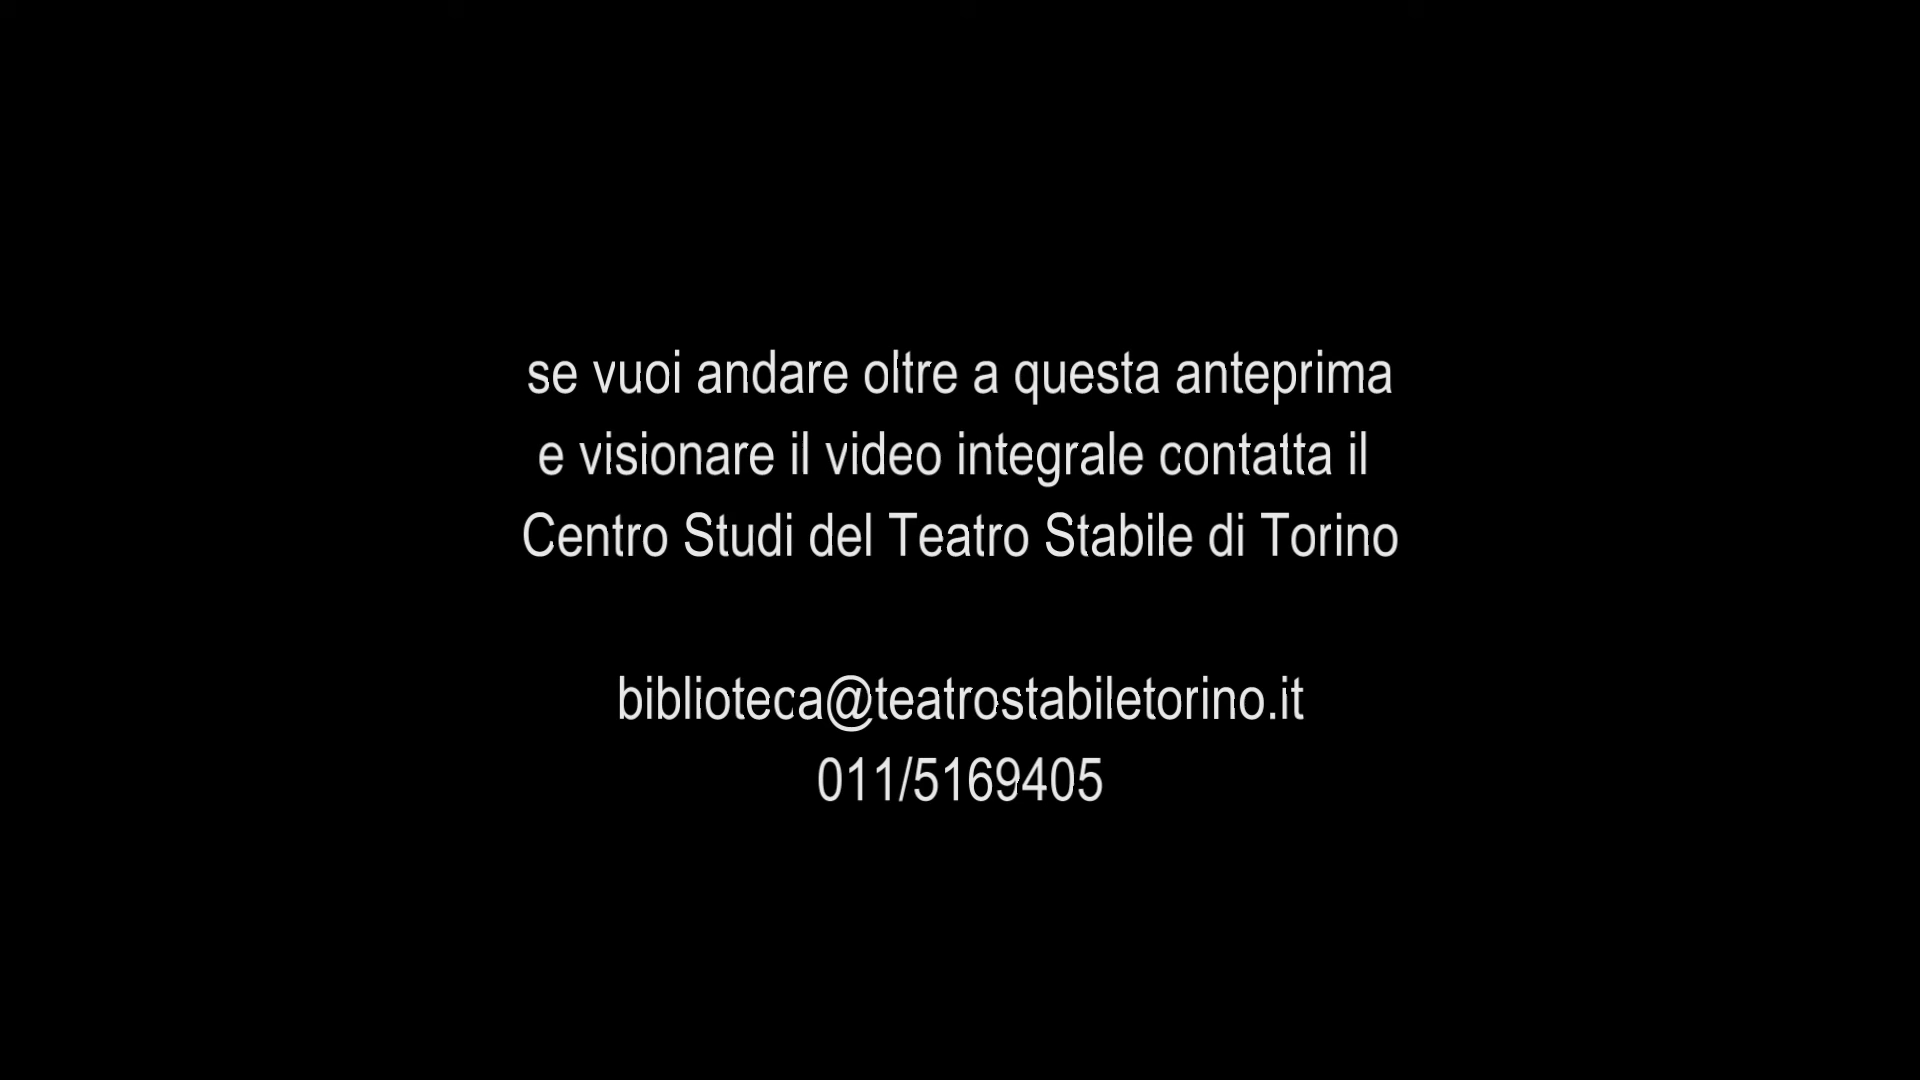 se vuoi andare oltre a questa anteprima
e visionare il video integrale contatta il
Centro Studi del Teatro Stabile di Torino
biblioteca@teatrostabiletorino.it
011/5169405